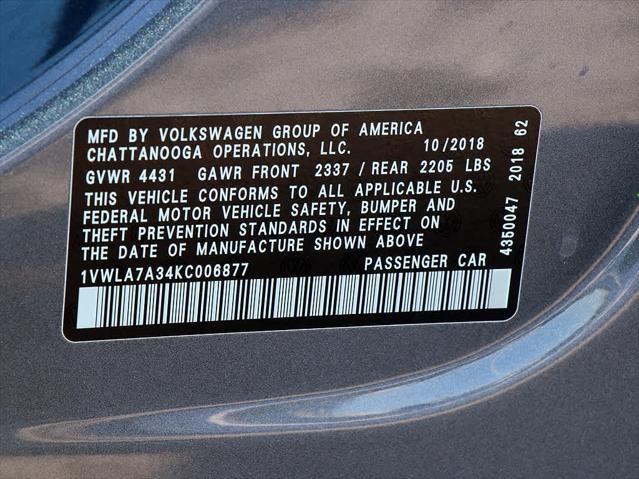 MFD BY VOLKSWAGEN GROUP OF AMERICA
CHATTANOOGA OPERATIONS, LLC. 10/2018
GVWR 4431 GAWR FRONT 2337 / REAR 2205 LBS
THIS VEHICLE CONFORMS TO ALL APPLICABLE U.S.
FEDERAL MOTOR VEHICLE SAFETY, BUMPER AND
THEFT PREVENTION STANDARDS IN EFFECT ON
THE DATE OF MANUFACTURE SHOWN ABOVE
1VWLA7A34KC006877 PASSENGER CAR
4350047 2018 62